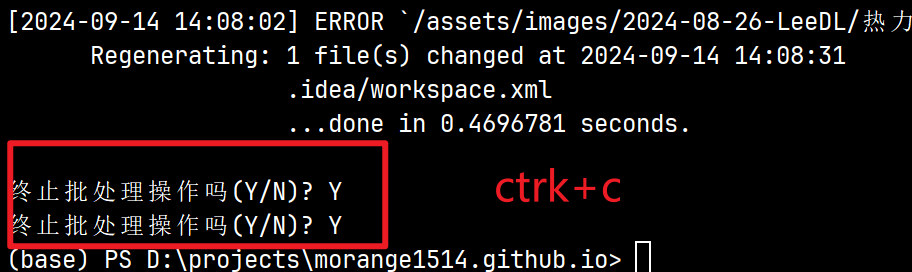 [2024-09-14 14:08:02] ERROR `/assets/images/2024-08-26-LeeDL/热力
Regenerating: 1 file(s) changed at 2024-09-14 14:08:31
.idea/workspace.xml
...done in 0.4696781 seconds.
终止批处理操作吗(Y/N)? Y
终止批处理操作吗(Y/N)? Y
ctrk+c
(base) PS D:\projects\morange1514.github.io>